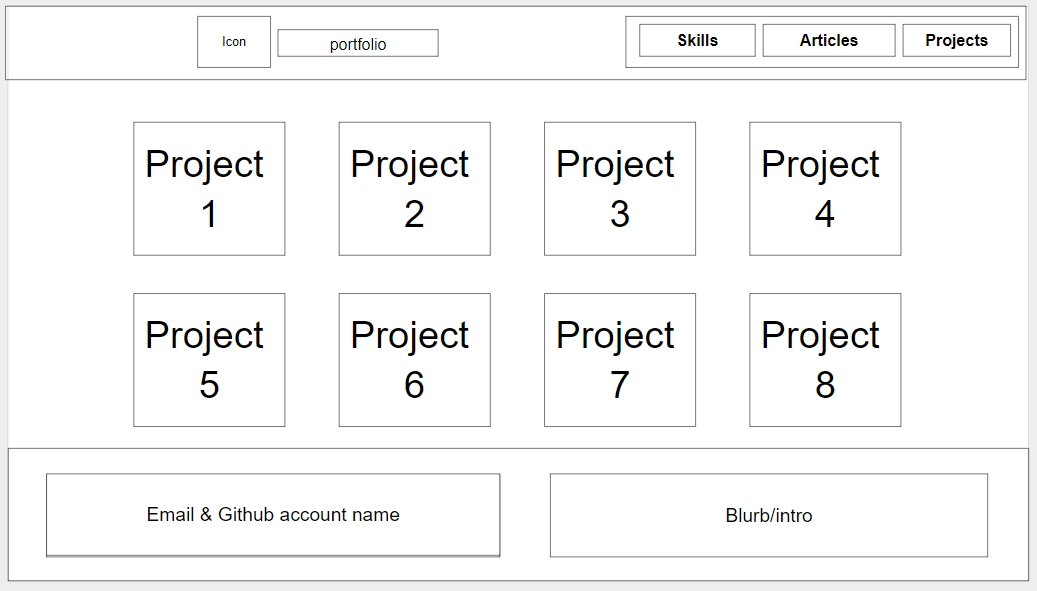 Icon
portfolio
Skills
Articles
Projects
Project
1
Project
2
Project
3
Project
4
Project
5
Project
6
Project
7
Project
8
Email & Github account name
Blurb/intro